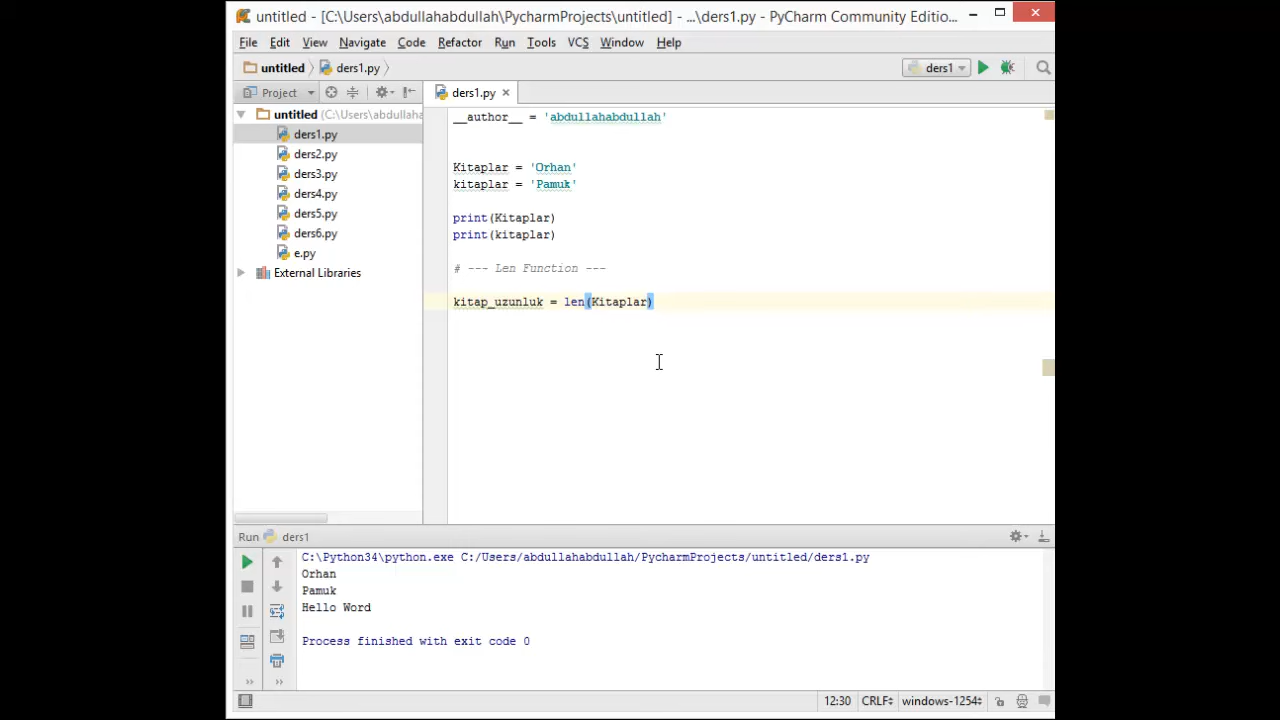 untitled - [C:\Users\abdullahabdullah\PycharmProjects\untitled] - ...\ders1.py - PyCharm Community Editio...
File Edit View Navigate Code Refactor Run Tools VCS Window Help
untitled ders1.py ders1
Project ders1.py
untitled (C:\Users\abdullaha
ders1.py
ders2.py
ders3.py
ders4.py
ders5.py
ders6.py
e.py
External Libraries
__author__ = 'abdullahabdullah'
Kitaplar = 'Orhan'
kitaplar = 'Pamuk'
print(Kitaplar)
print(kitaplar)
# --- Len Function ---
kitap_uzunluk = len(Kitaplar)
Run ders1
C:\Python34\python.exe C:/Users/abdullahabdullah/PycharmProjects/untitled/ders1.py
Orhan
Pamuk
Hello Word
Process finished with exit code 0
12:30 CRLF windows-1254